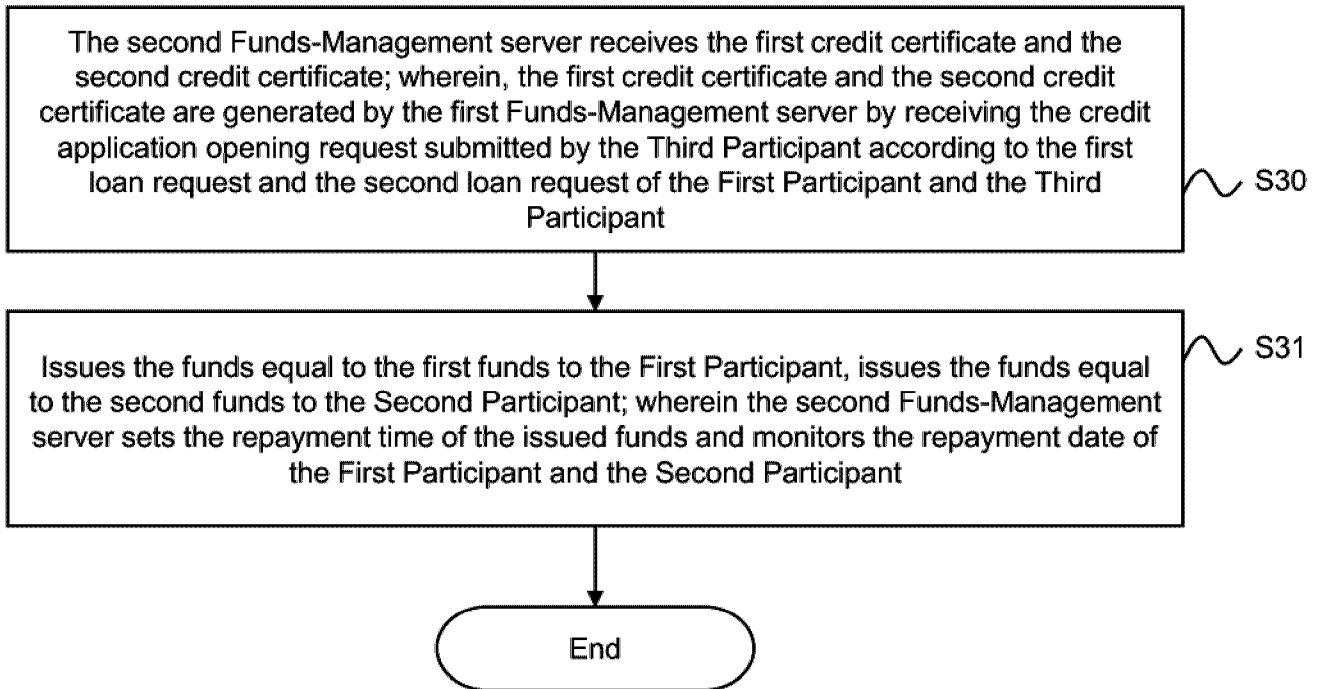 The second Funds-Management server receives the first credit certificate and the
second credit certificate; wherein, the first credit certificate and the second credit
certificate are generated by the first Funds-Management server by receiving the credit
application opening request submitted by the Third Participant according to the first
loan request and the second loan request of the First Participant and the Third
Participant
S30
Issues the funds equal to the first funds to the First Participant, issues the funds equal
to the second funds to the Second Participant; wherein the second Funds-Management
server sets the repayment time of the issued funds and monitors the repayment date of
the First Participant and the Second Participant
S31
End